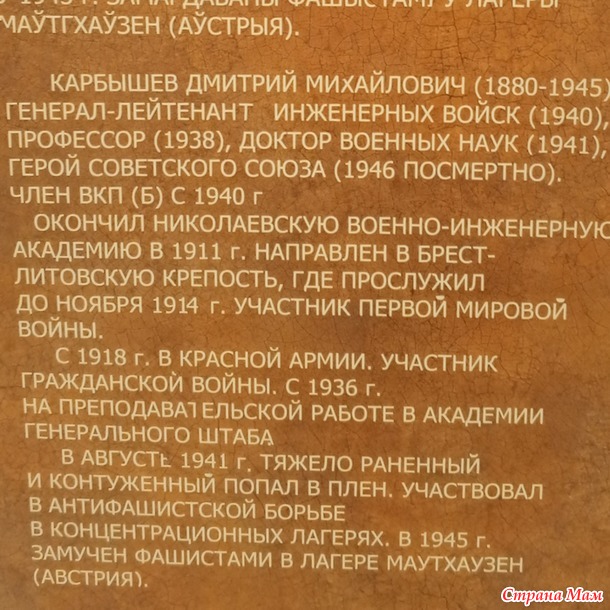 ЗАМАРДАВАНЫ ФАШЫСТАМІ У ЛАГЕРЫ
МАЎТГХАЎЗЕН (АЎСТРЫЯ).
КАРБЫШЕВ ДМИТРИЙ МИХАЙЛОВИЧ (1880-1945)
ГЕНЕРАЛ-ЛЕЙТЕНАНТ ИНЖЕНЕРНЫХ ВОЙСК (1940),
ПРОФЕССОР (1938), ДОКТОР ВОЕННЫХ НАУК (1941),
ГЕРОЙ СОВЕТСКОГО СОЮЗА (1946 ПОСМЕРТНО).
ЧЛЕН ВКП (Б) С 1940 г
ОКОНЧИЛ НИКОЛАЕВСКУЮ ВОЕННО-ИНЖЕНЕРНУЮ
АКАДЕМИЮ В 1911 г. НАПРАВЛЕН В БРЕСТ-
ЛИТОВСКУЮ КРЕПОСТЬ, ГДЕ ПРОСЛУЖИЛ
ДО НОЯБРЯ 1914 г. УЧАСТНИК ПЕРВОЙ МИРОВОЙ
ВОЙНЫ.
С 1918 г. В КРАСНОЙ АРМИИ. УЧАСТНИК
ГРАЖДАНСКОЙ ВОЙНЫ. С 1936 г.
НА ПРЕПОДАВАТЕЛЬСКОЙ РАБОТЕ В АКАДЕМИИ
ГЕНЕРАЛЬНОГО ШТАБА
В АВГУСТЕ 1941 г. ТЯЖЕЛО РАНЕННЫЙ
И КОНТУЖЕННЫЙ ПОПАЛ В ПЛЕН. УЧАСТВОВАЛ
В АНТИФАШИСТСКОЙ БОРЬБЕ
В КОНЦЕНТРАЦИОННЫХ ЛАГЕРЯХ. В 1945 г.
ЗАМУЧЕН ФАШИСТАМИ В ЛАГЕРЕ МАУТХАУЗЕН
(АВСТРИЯ).
Страна Мам